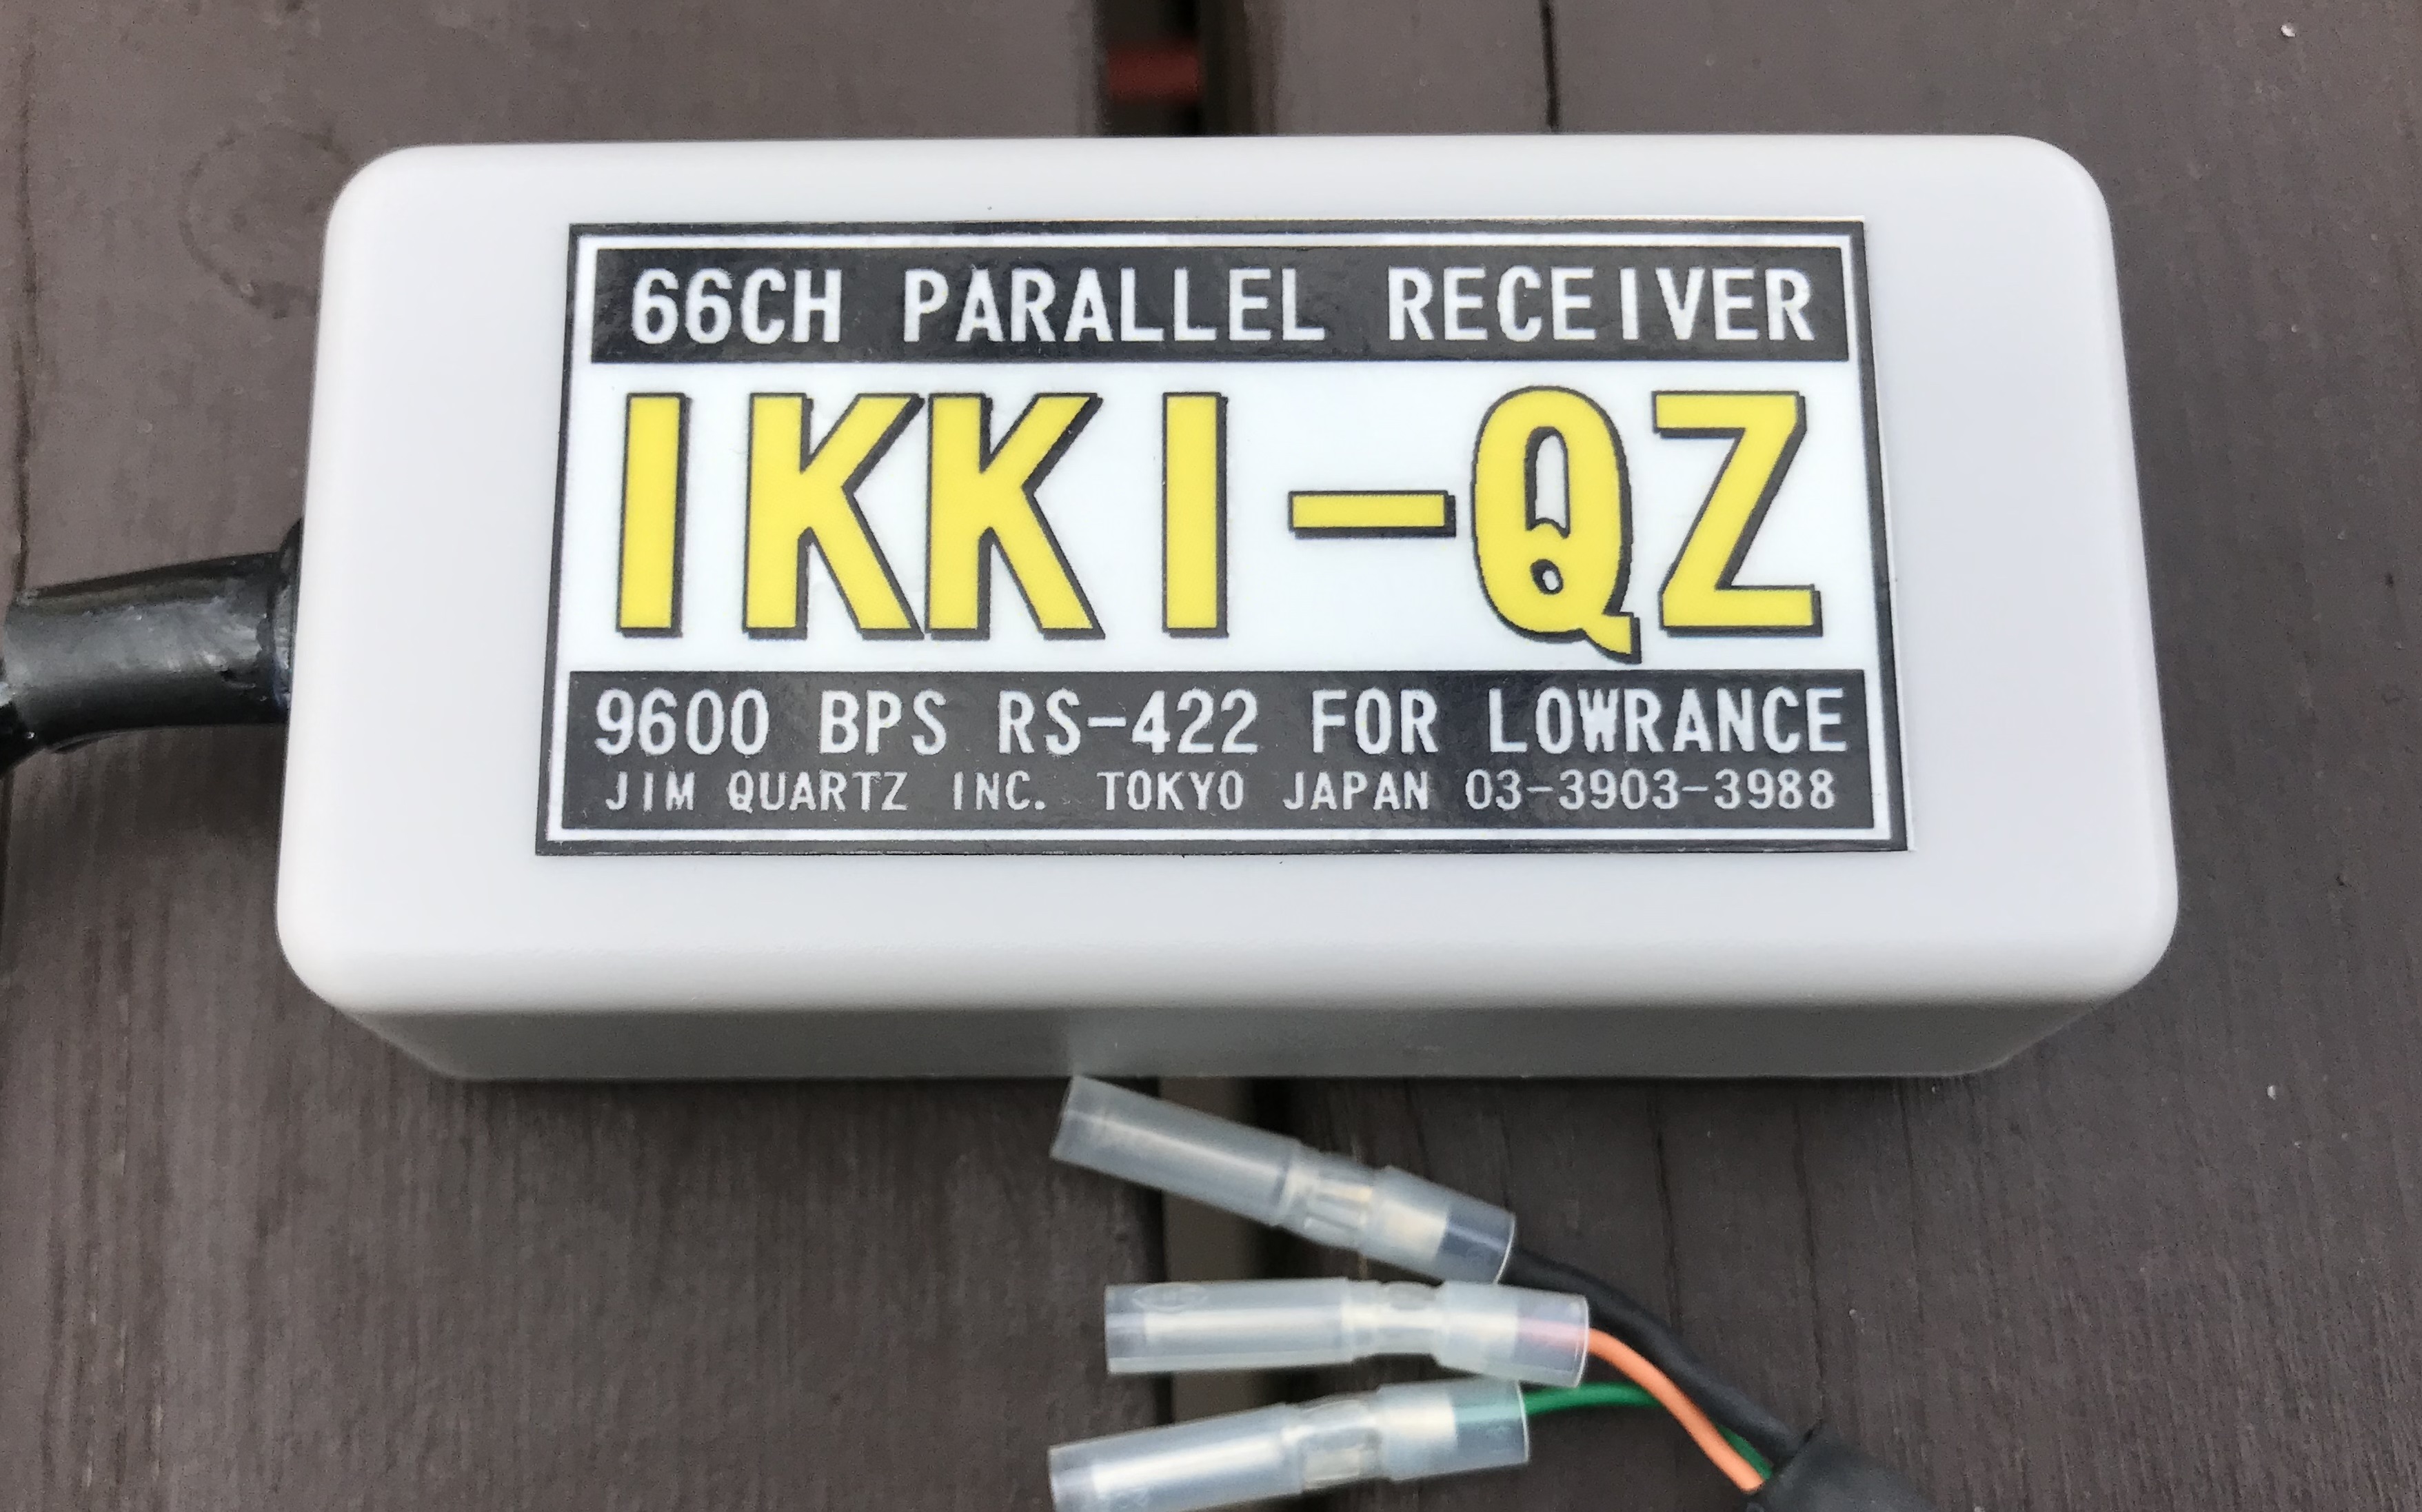 66CH PARALLEL RECEIVER
IKKI-QZ
9600 BPS RS-422 FOR LOWRANCE
JIM QUARTZ INC. TOKYO JAPAN 03-3903-3988